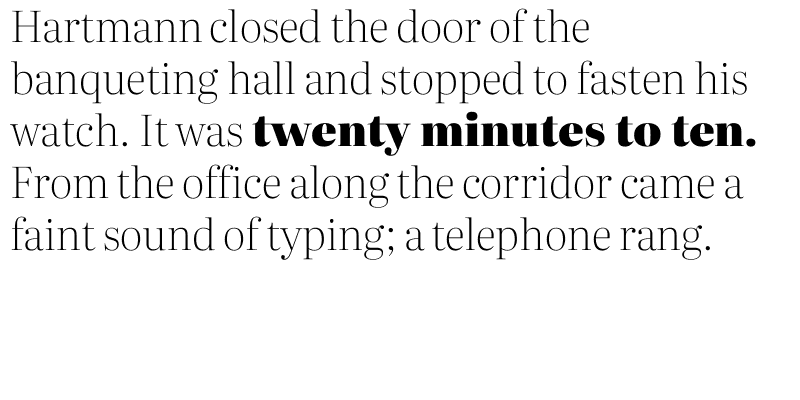 Hartmann closed the door of the
banqueting hall and stopped to fasten his
watch. It was twenty minutes to ten.
From the office along the corridor came a
faint sound of typing; a telephone rang.